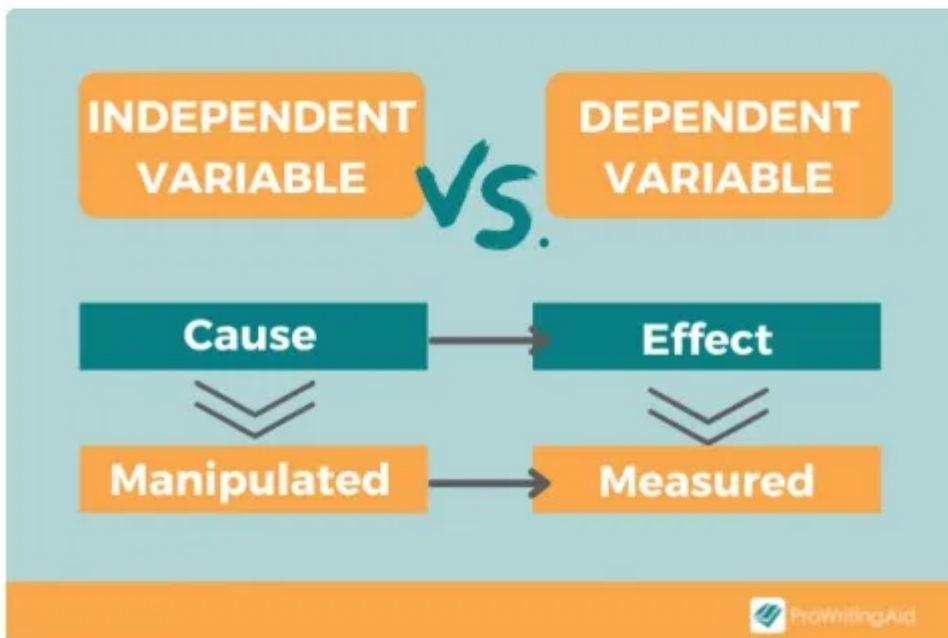 INDEPENDENT
VARIABLE
VS.
DEPENDENT
VARIABLE
Cause
Effect
Manipulated
Measured
ProWritingAid